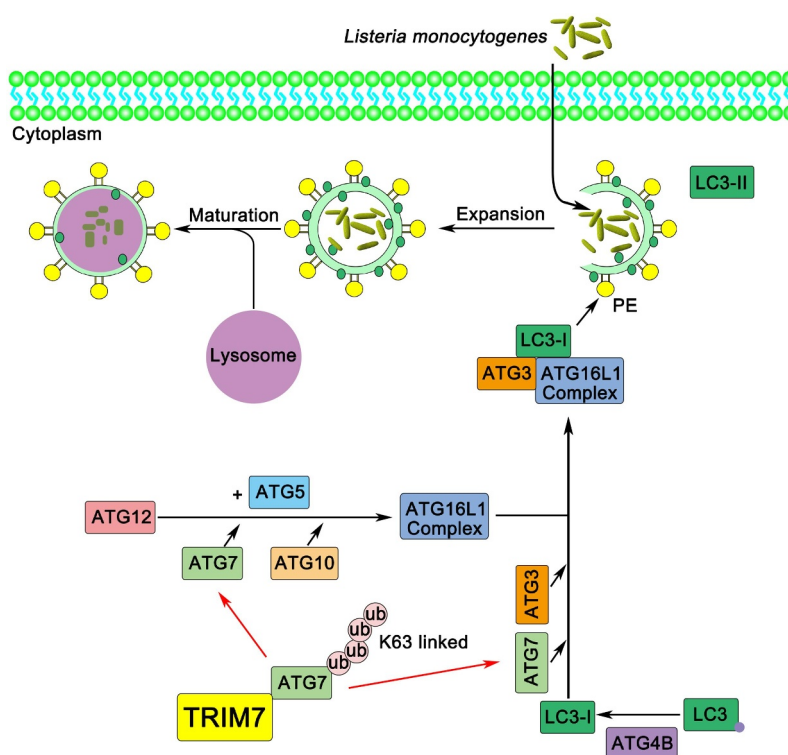 Listeria monocytogenes
Cytoplasm
LC3-II
Maturation
Expansion
PE
Lysosome
LC3-I
ATG3
ATG16L1
Complex
+
ATG5
ATG12
ATG16L1
Complex
ATG7
ATG10
ATG3
ub
ub
ub
ub
K63 linked
ATG7
ATG7
TRIM7
LC3-I
LC3
ATG4B